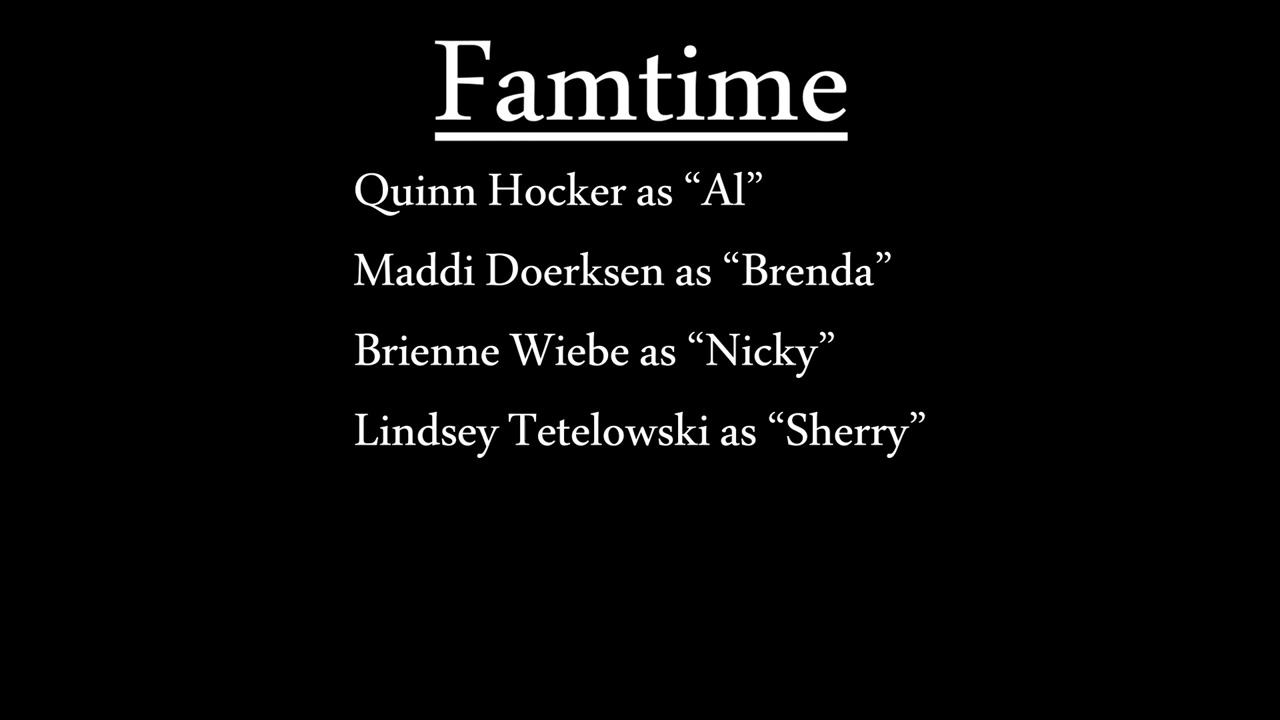 Famtime
Quinn Hocker as “Al”
Maddi Doerksen as “Brenda”
Brienne Wiebe as “Nicky”
Lindsey Tetelowski as “Sherry”